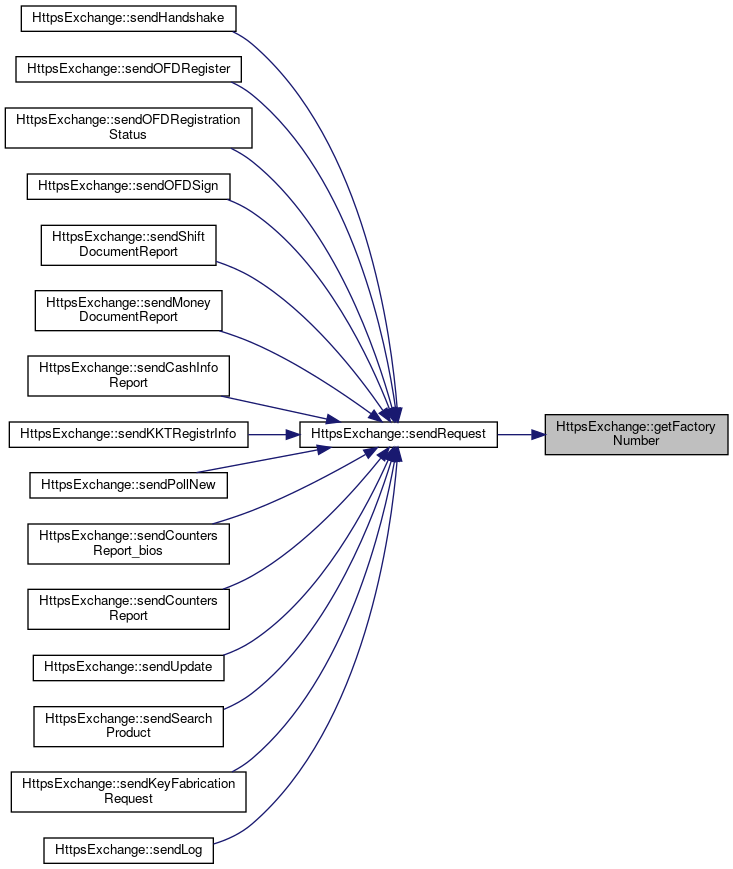 HttpsExchange::sendHandshake
HttpsExchange::sendOFDRegister
HttpsExchange::sendOFDRegistration
Status
HttpsExchange::sendOFDSign
HttpsExchange::sendShift
DocumentReport
HttpsExchange::sendMoney
DocumentReport
HttpsExchange::sendCashInfo
Report
HttpsExchange::sendKKTRegistrInfo
HttpsExchange::sendRequest
HttpsExchange::getFactory
Number
HttpsExchange::sendPollNew
HttpsExchange::sendCounters
Report_bios
HttpsExchange::sendCounters
Report
HttpsExchange::sendUpdate
HttpsExchange::sendSearch
Product
HttpsExchange::sendKeyFabrication
Request
HttpsExchange::sendLog